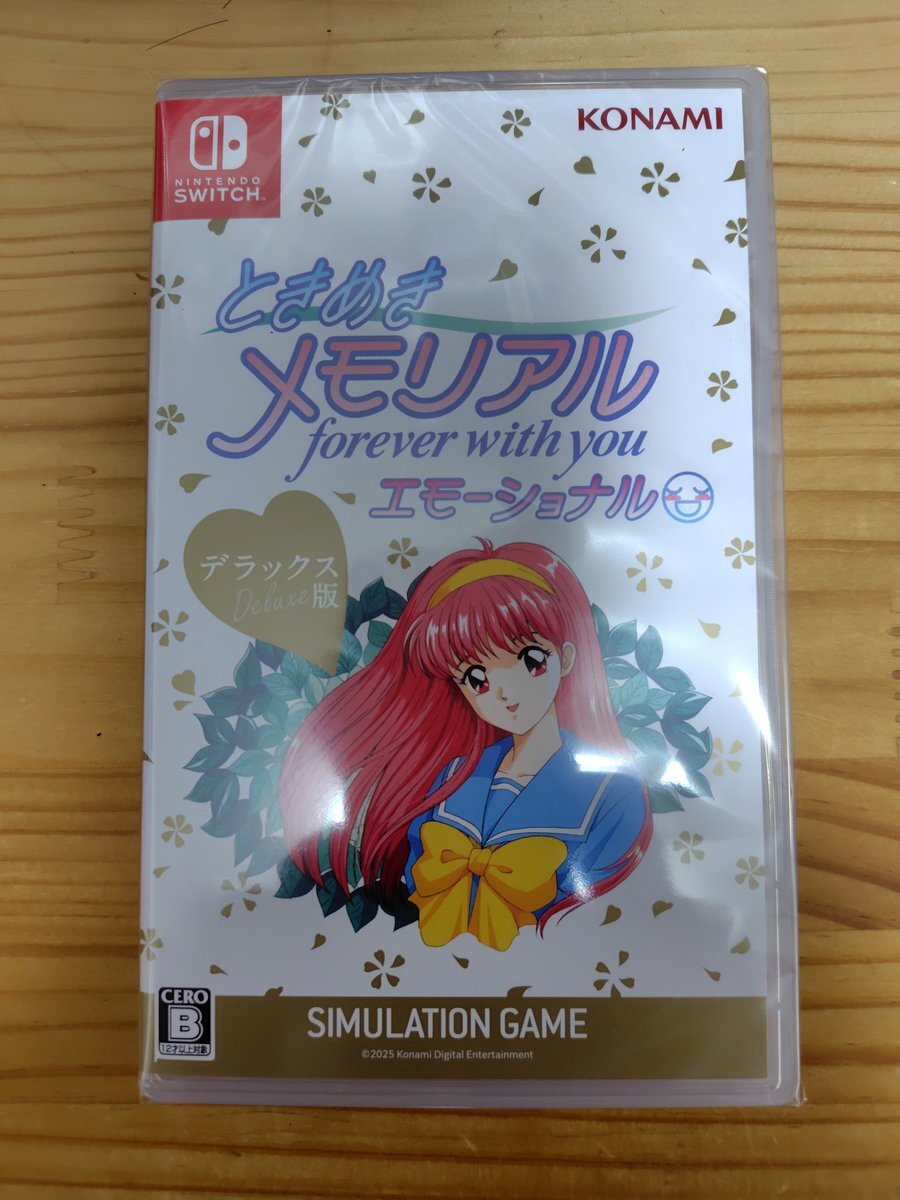 NINTENDO
SWITCH™
KONAMI
ときめき
メモリアル
forever with you
エモーショナル
デラックス
Deluxe版
CERO
B
12才以上対象
SIMULATION GAME
©2025 Konami Digital Entertainment